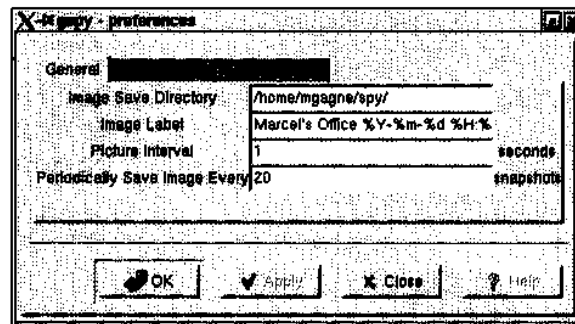 gspy - preferences
General
Image Save Directory /home/mgagne/spy/
Image Label Marcel's Office %Y-%m-%d %H:%
Picture Interval 1 seconds
Periodically Save Image Every 20 snapshots
OK Apply Close Help